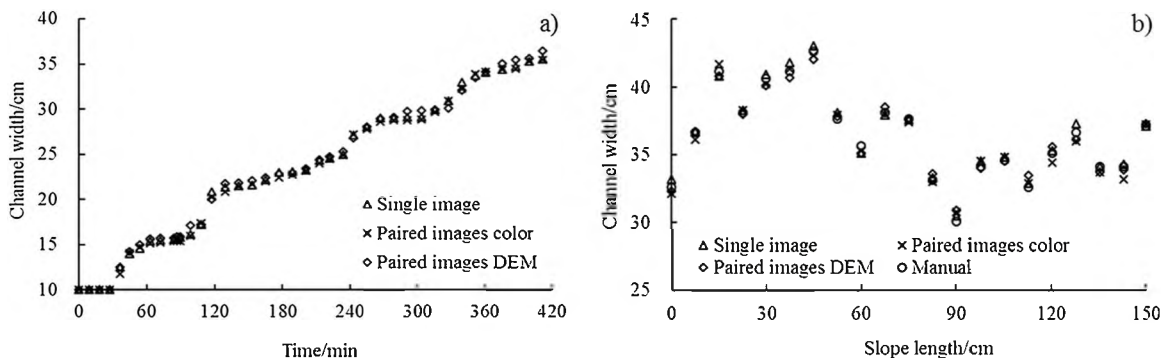 a)
Channel width/cm
40
35
30
25
20
15
10
0 60 120 180 240 300 360 420
Time/min
Single image
Paired images color
Paired images DEM
b)
Channel width/cm
45
40
35
30
25
0 30 60 90 120 150
Slope length/cm
Single image Paired images color
Paired images DEM Manual